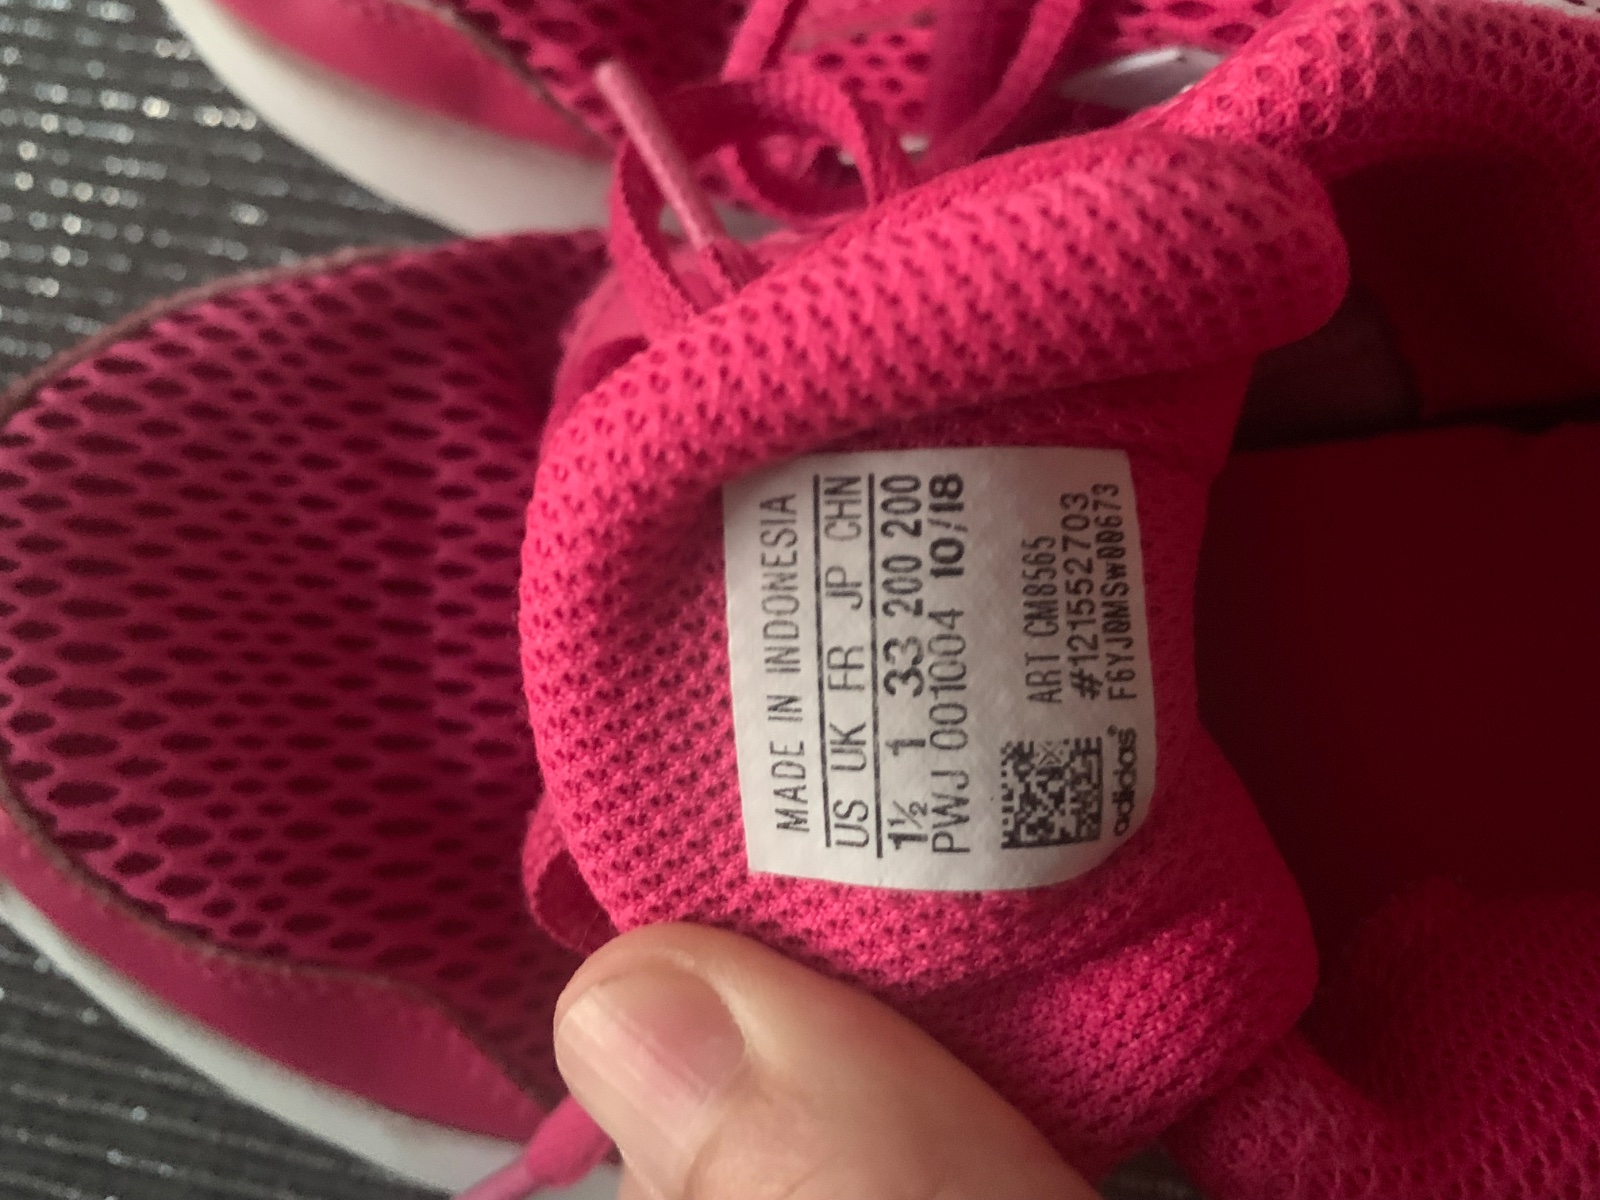 MADE IN INDONESIA
US UK FR JP CHN
1½ 1 33 200 200
PWJ 001004 10/18
ART CM8565
#121552703
F6YJ0MSW00673
adidas®